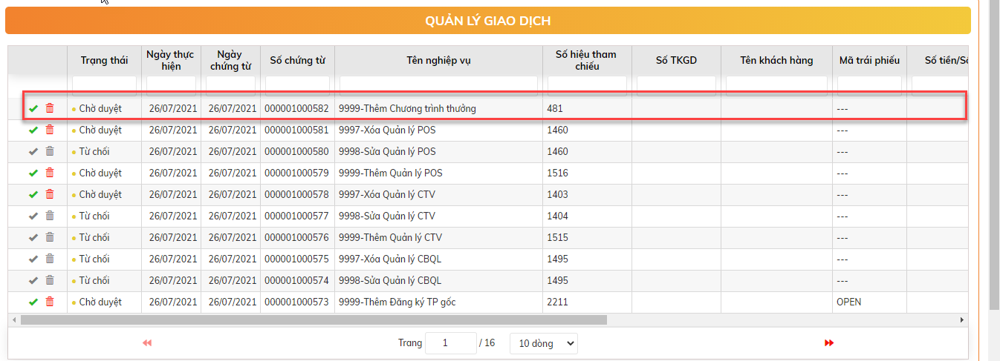 QUẢN LÝ GIAO DỊCH
Trạng thái Ngày thực hiện Ngày chứng từ Số chứng từ Tên nghiệp vụ Số hiệu tham chiếu Số TKGD Tên khách hàng Mã trái phiếu Số tiền/Số
Chờ duyệt 26/07/2021 26/07/2021 000001000582 9999-Thêm Chương trình thưởng 481 ---
Chờ duyệt 26/07/2021 26/07/2021 000001000581 9997-Xóa Quản lý POS 1460 ---
Từ chối 26/07/2021 26/07/2021 000001000580 9998-Sửa Quản lý POS 1460 ---
Chờ duyệt 26/07/2021 26/07/2021 000001000579 9999-Thêm Quản lý POS 1516 ---
Chờ duyệt 26/07/2021 26/07/2021 000001000578 9997-Xóa Quản lý CTV 1403 ---
Từ chối 26/07/2021 26/07/2021 000001000577 9998-Sửa Quản lý CTV 1404 ---
Từ chối 26/07/2021 26/07/2021 000001000576 9999-Thêm Quản lý CTV 1515 ---
Từ chối 26/07/2021 26/07/2021 000001000575 9997-Xóa Quản lý CBQL 1495 ---
Từ chối 26/07/2021 26/07/2021 000001000574 9998-Sửa Quản lý CBQL 1495 ---
Chờ duyệt 26/07/2021 26/07/2021 000001000573 9999-Thêm Đăng ký TP gốc 2211 OPEN
Trang 1 / 16 10 dòng